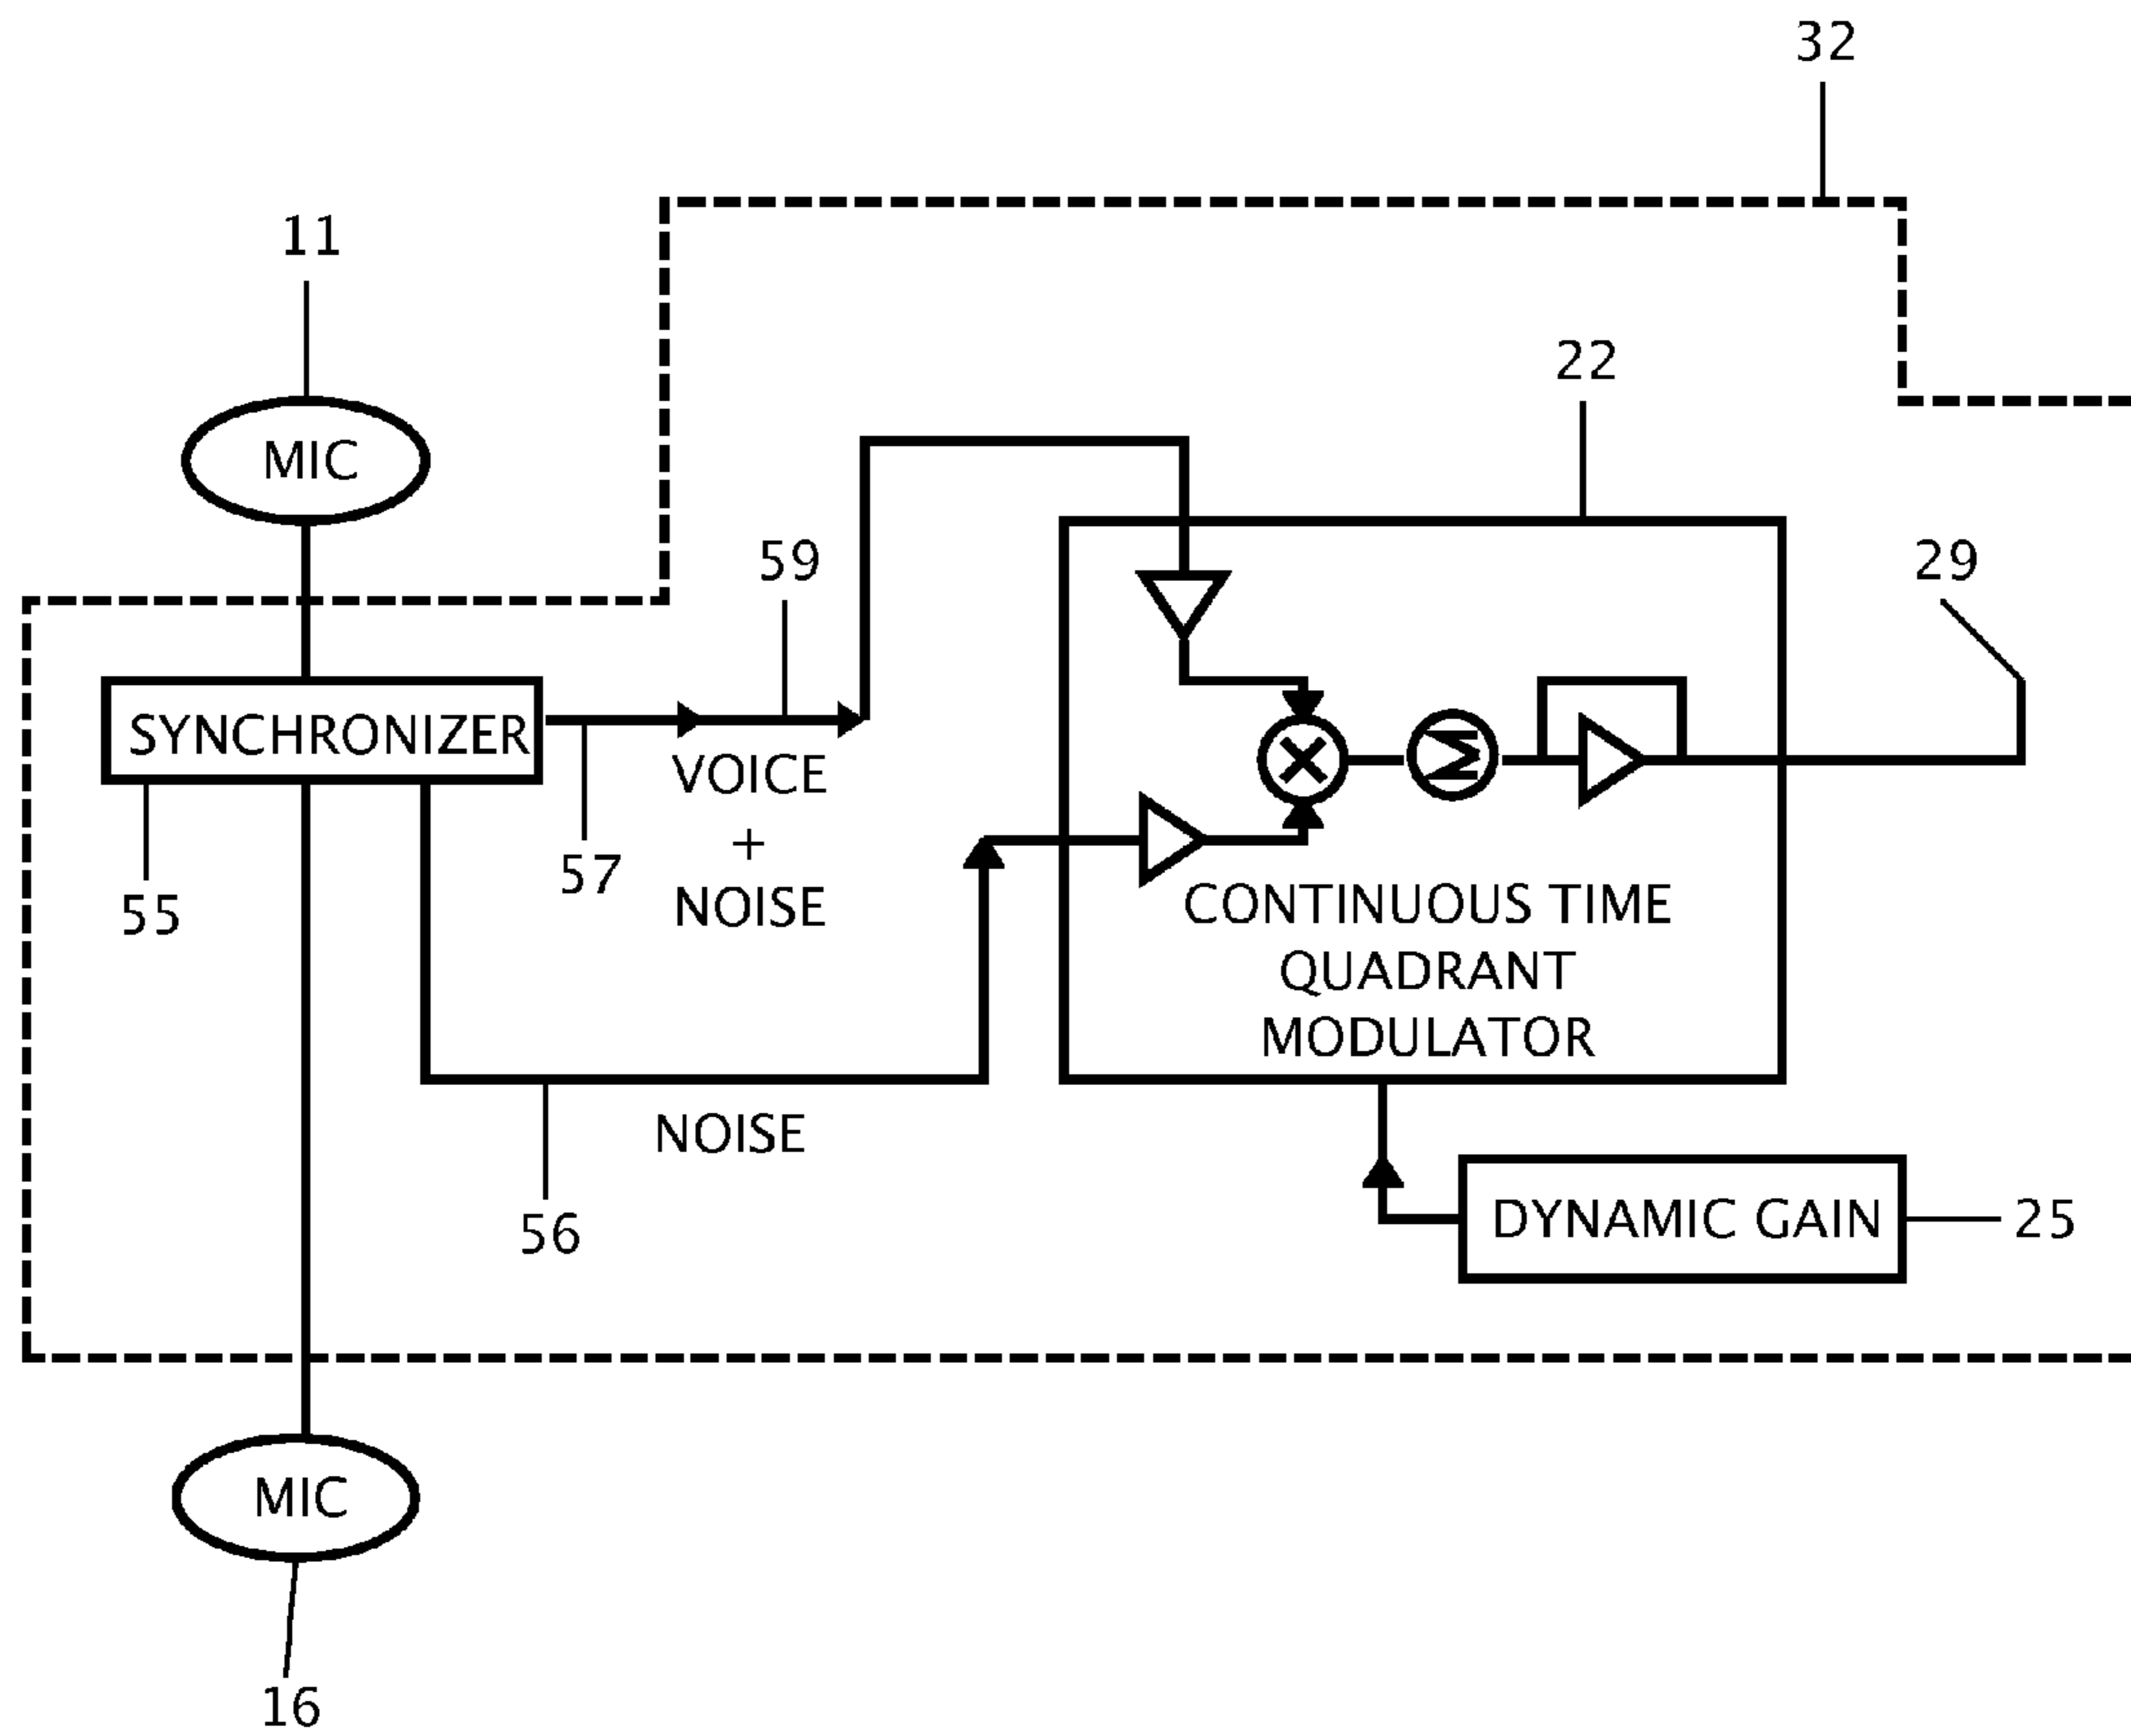 32
11
MIC
22
59
29
SYNCHRONIZER
VOICE
+
NOISE
57
55
CONTINUOUS TIME
QUADRANT
MODULATOR
NOISE
56
DYNAMIC GAIN
25
MIC
16